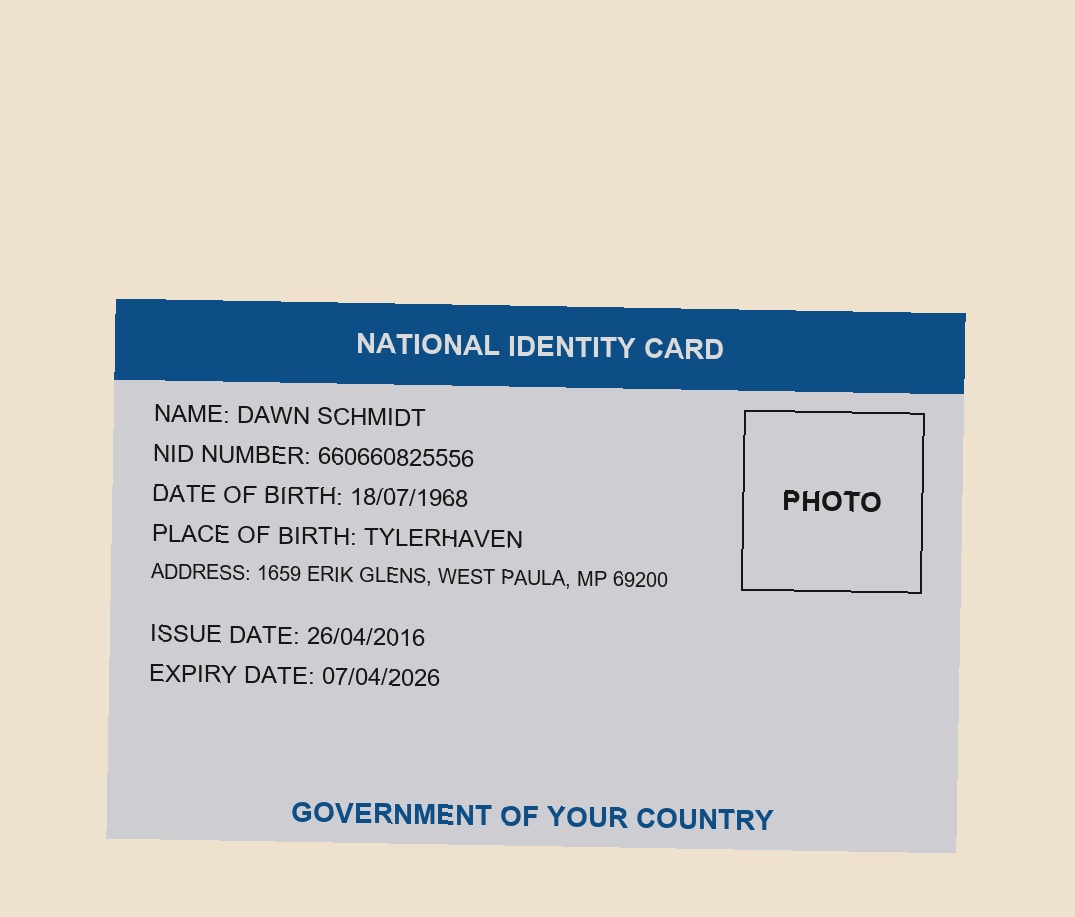 NATIONAL IDENTITY CARD
NAME: DAWN SCHMIDT
NID NUMBER: 660660825556
DATE OF BIRTH: 18/07/1968
PLACE OF BIRTH: TYLERHAVEN
ADDRESS: 1659 ERIK GLENS, WEST PAULA, MP 69200
PHOTO
ISSUE DATE: 26/04/2016
EXPIRY DATE: 07/04/2026
GOVERNMENT OF YOUR COUNTRY